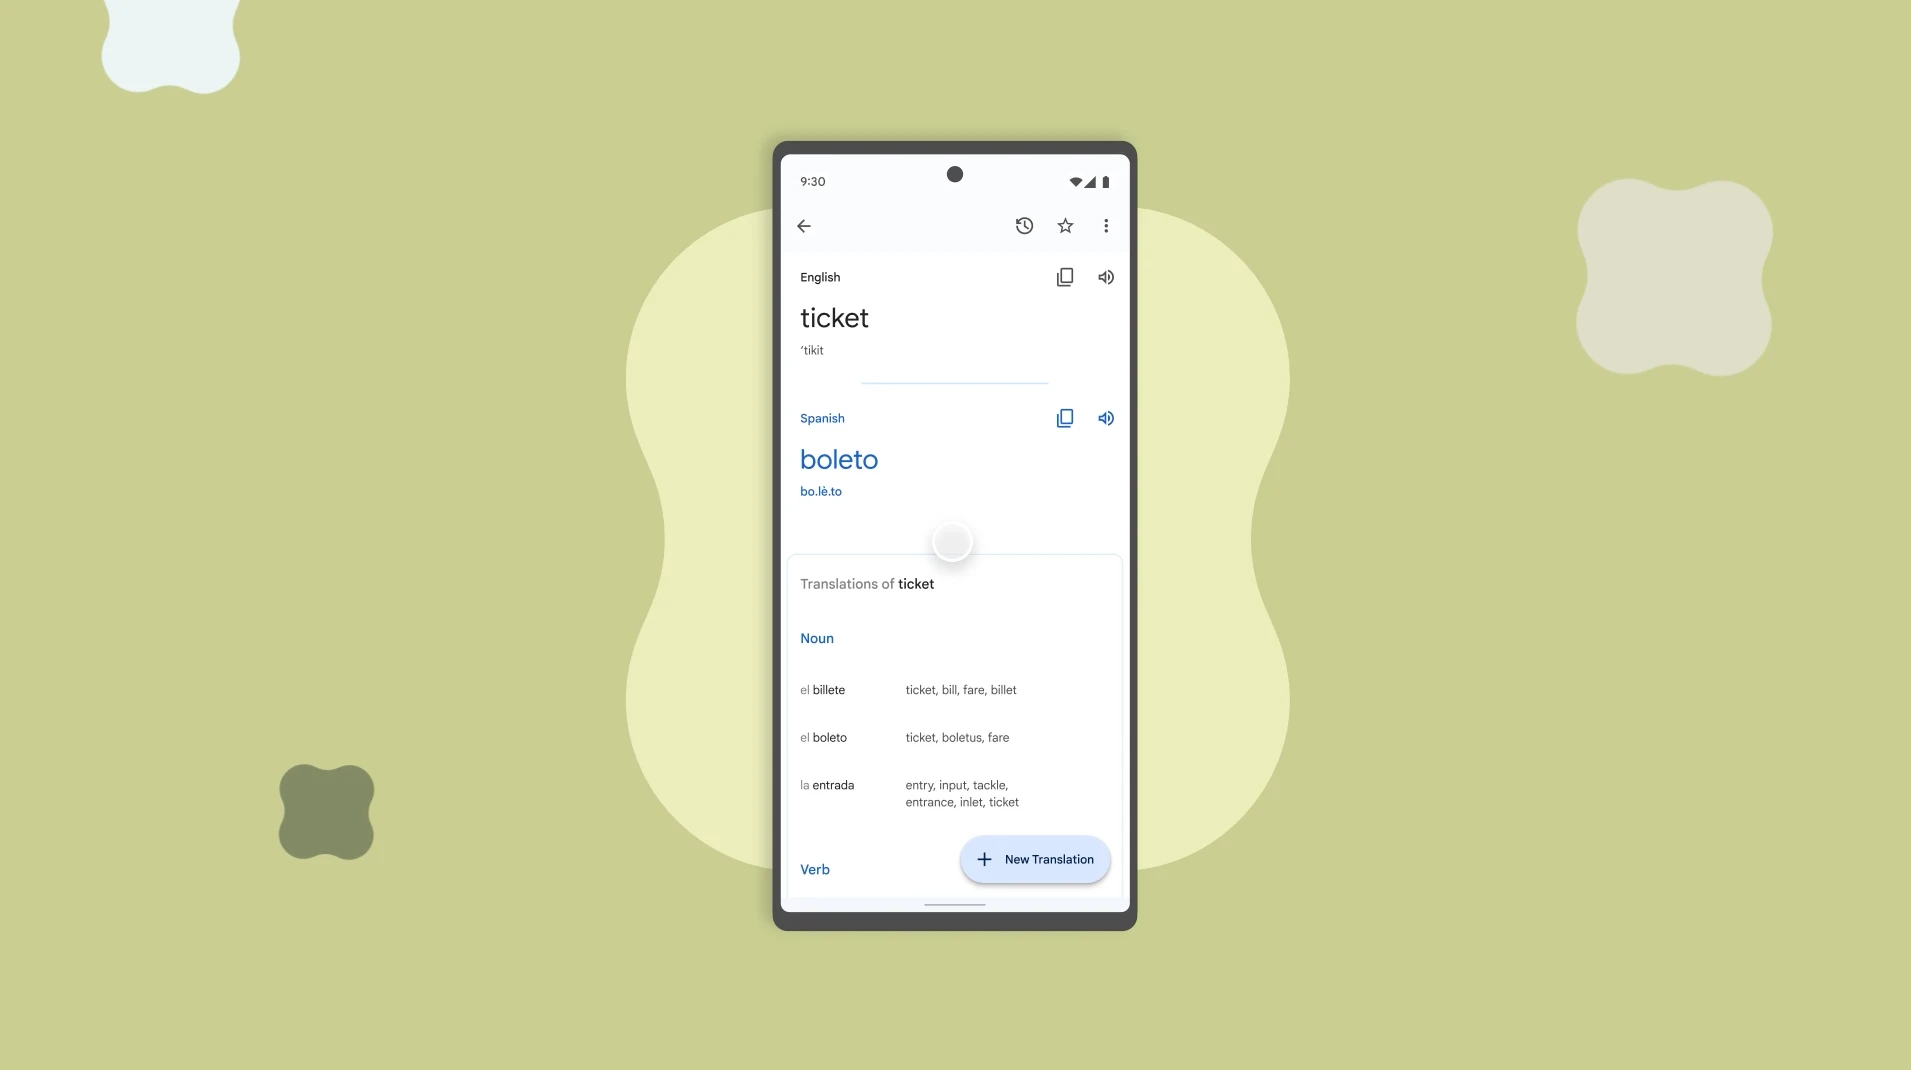 9:30
English
ticket
‘tikit
Spanish
boleto
bo.lè.to
Translations of ticket
Noun
el billete ticket, bill, fare, billet
el boleto ticket, boletus, fare
la entrada entry, input, tackle,
entrance, inlet, ticket
New Translation
Verb